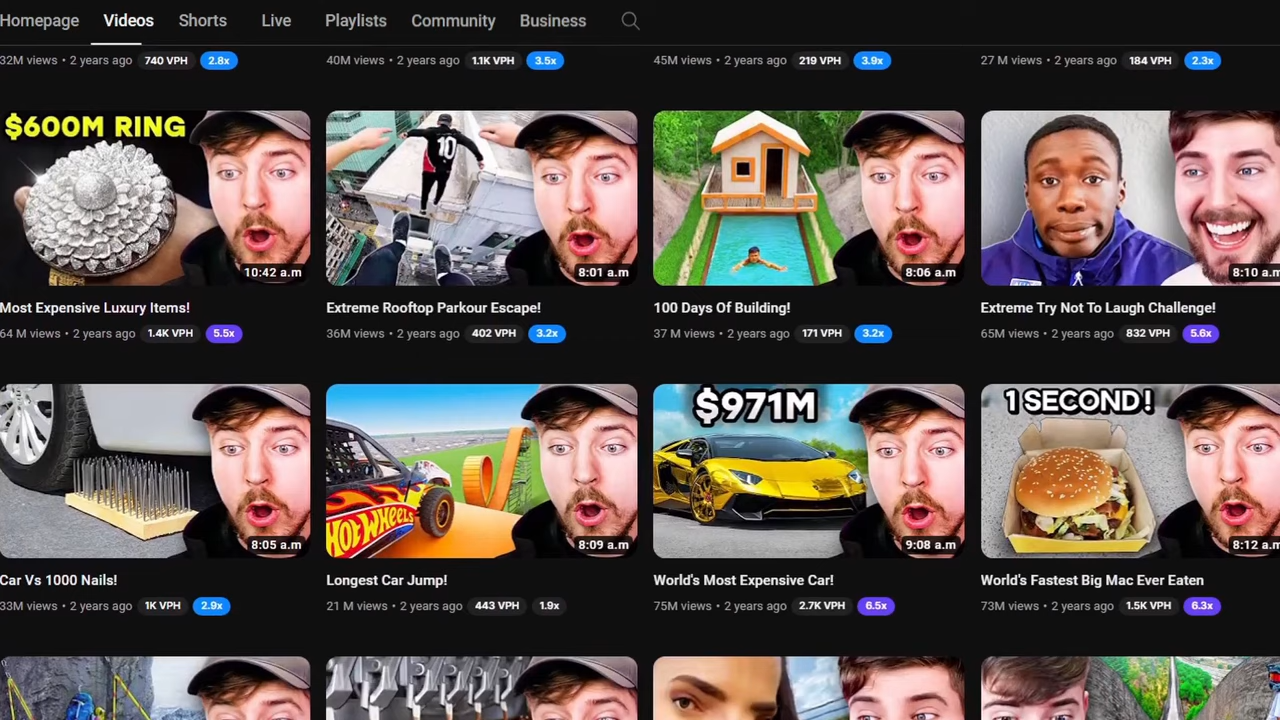 Homepage Videos Shorts Live Playlists Community Business
32M views • 2 years ago 740 VPH 2.8x
40M views • 2 years ago 1.1K VPH 3.5x
45M views • 2 years ago 219 VPH 3.9x
27 M views • 2 years ago 184 VPH 2.3x
$600M RING
10
10:42 a.m
8:01 a.m
8:06 a.m
8:10 a.m
Most Expensive Luxury Items!
Extreme Rooftop Parkour Escape!
100 Days Of Building!
Extreme Try Not To Laugh Challenge!
64 M views • 2 years ago 1.4K VPH 5.5x
36M views • 2 years ago 402 VPH 3.2x
37 M views • 2 years ago 171 VPH 3.2x
65M views • 2 years ago 832 VPH 5.6x
$971M
1 SECOND!
HOT WHEELS
8:05 a.m
8:09 a.m
9:08 a.m
8:12 a.m
Car Vs 1000 Nails!
Longest Car Jump!
World's Most Expensive Car!
World's Fastest Big Mac Ever Eaten
33M views • 2 years ago 1K VPH 2.9x
21 M views • 2 years ago 443 VPH 1.9x
75M views • 2 years ago 2.7K VPH 6.5x
73M views • 2 years ago 1.5K VPH 6.3x